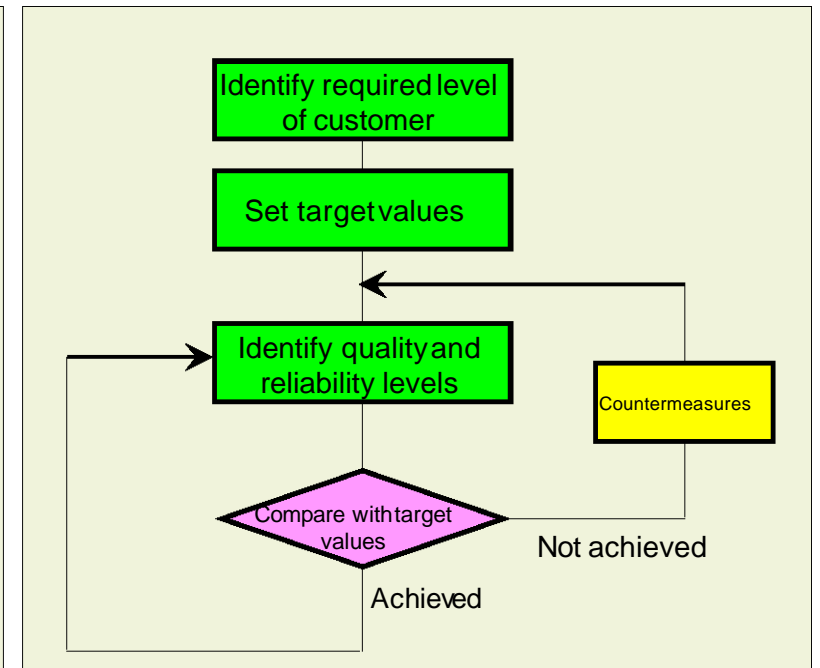 Identify required level
of customer
Set target values
Identify quality and
reliability levels
Countermeasures
Compare with target
values
Not achieved
Achieved